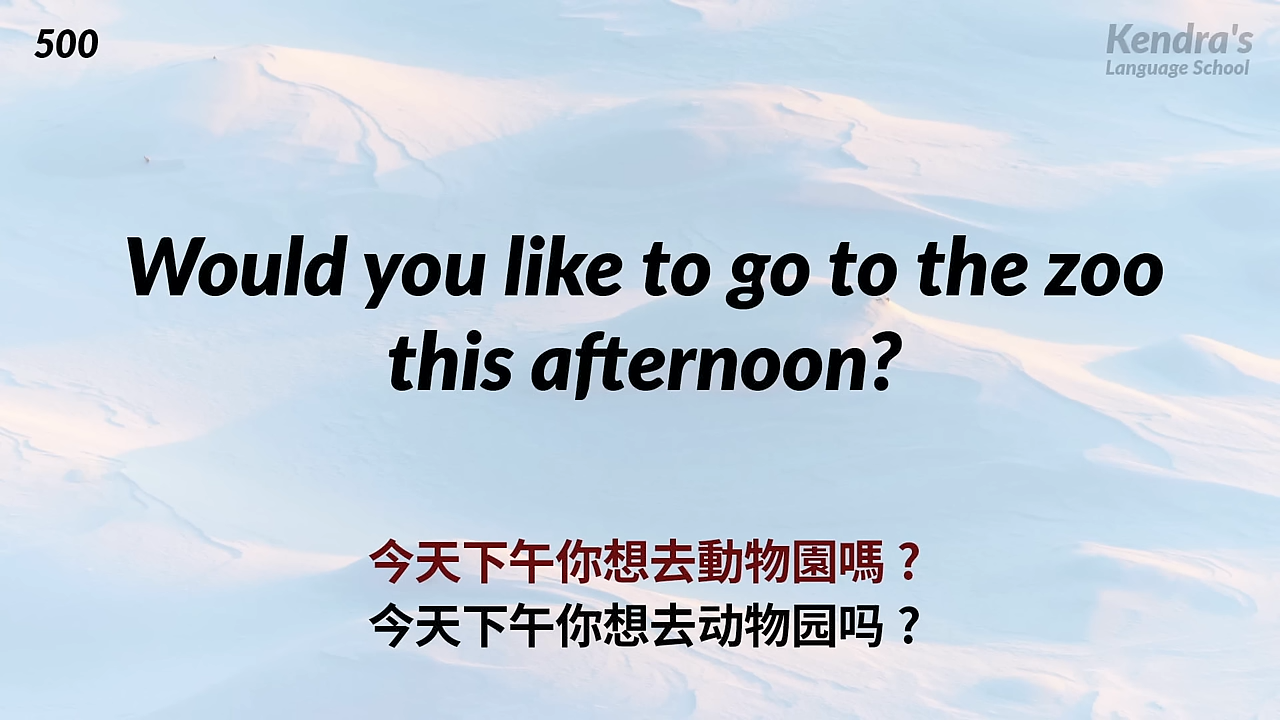 500
Kendra's
Language School
Would you like to go to the zoo
this afternoon?
今天下午你想去動物園嗎？
今天下午你想去动物园吗？